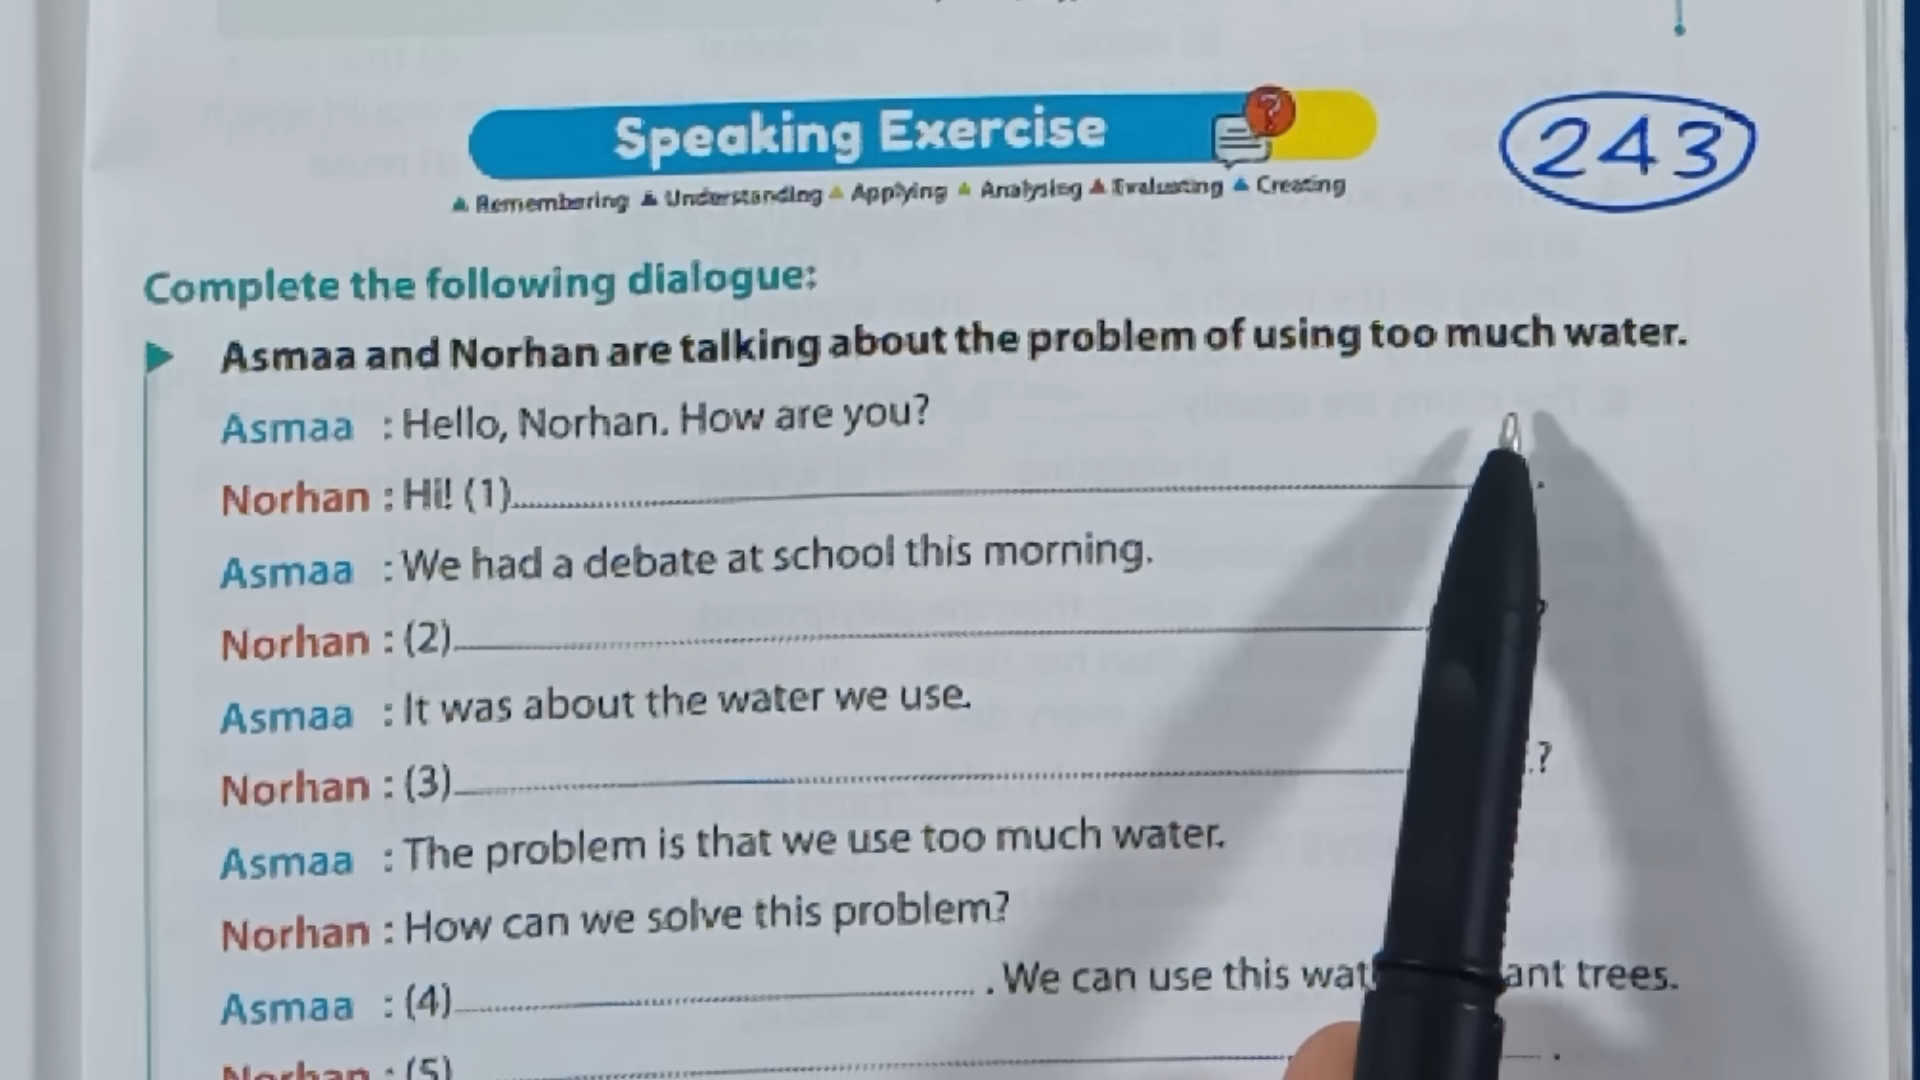 Speaking Exercise ?
243
Remembering Understanding Applying Analysing Evaluating Creating
Complete the following dialogue:
Asmaa and Norhan are talking about the problem of using too much water.
Asmaa : Hello, Norhan. How are you?
Norhan : Hi! (1) .
Asmaa : We had a debate at school this morning.
Norhan : (2) ?
Asmaa : It was about the water we use.
Norhan : (3) ?
Asmaa : The problem is that we use too much water.
Norhan : How can we solve this problem?
Asmaa : (4) . We can use this wat ant trees.
Norhan : (5) .